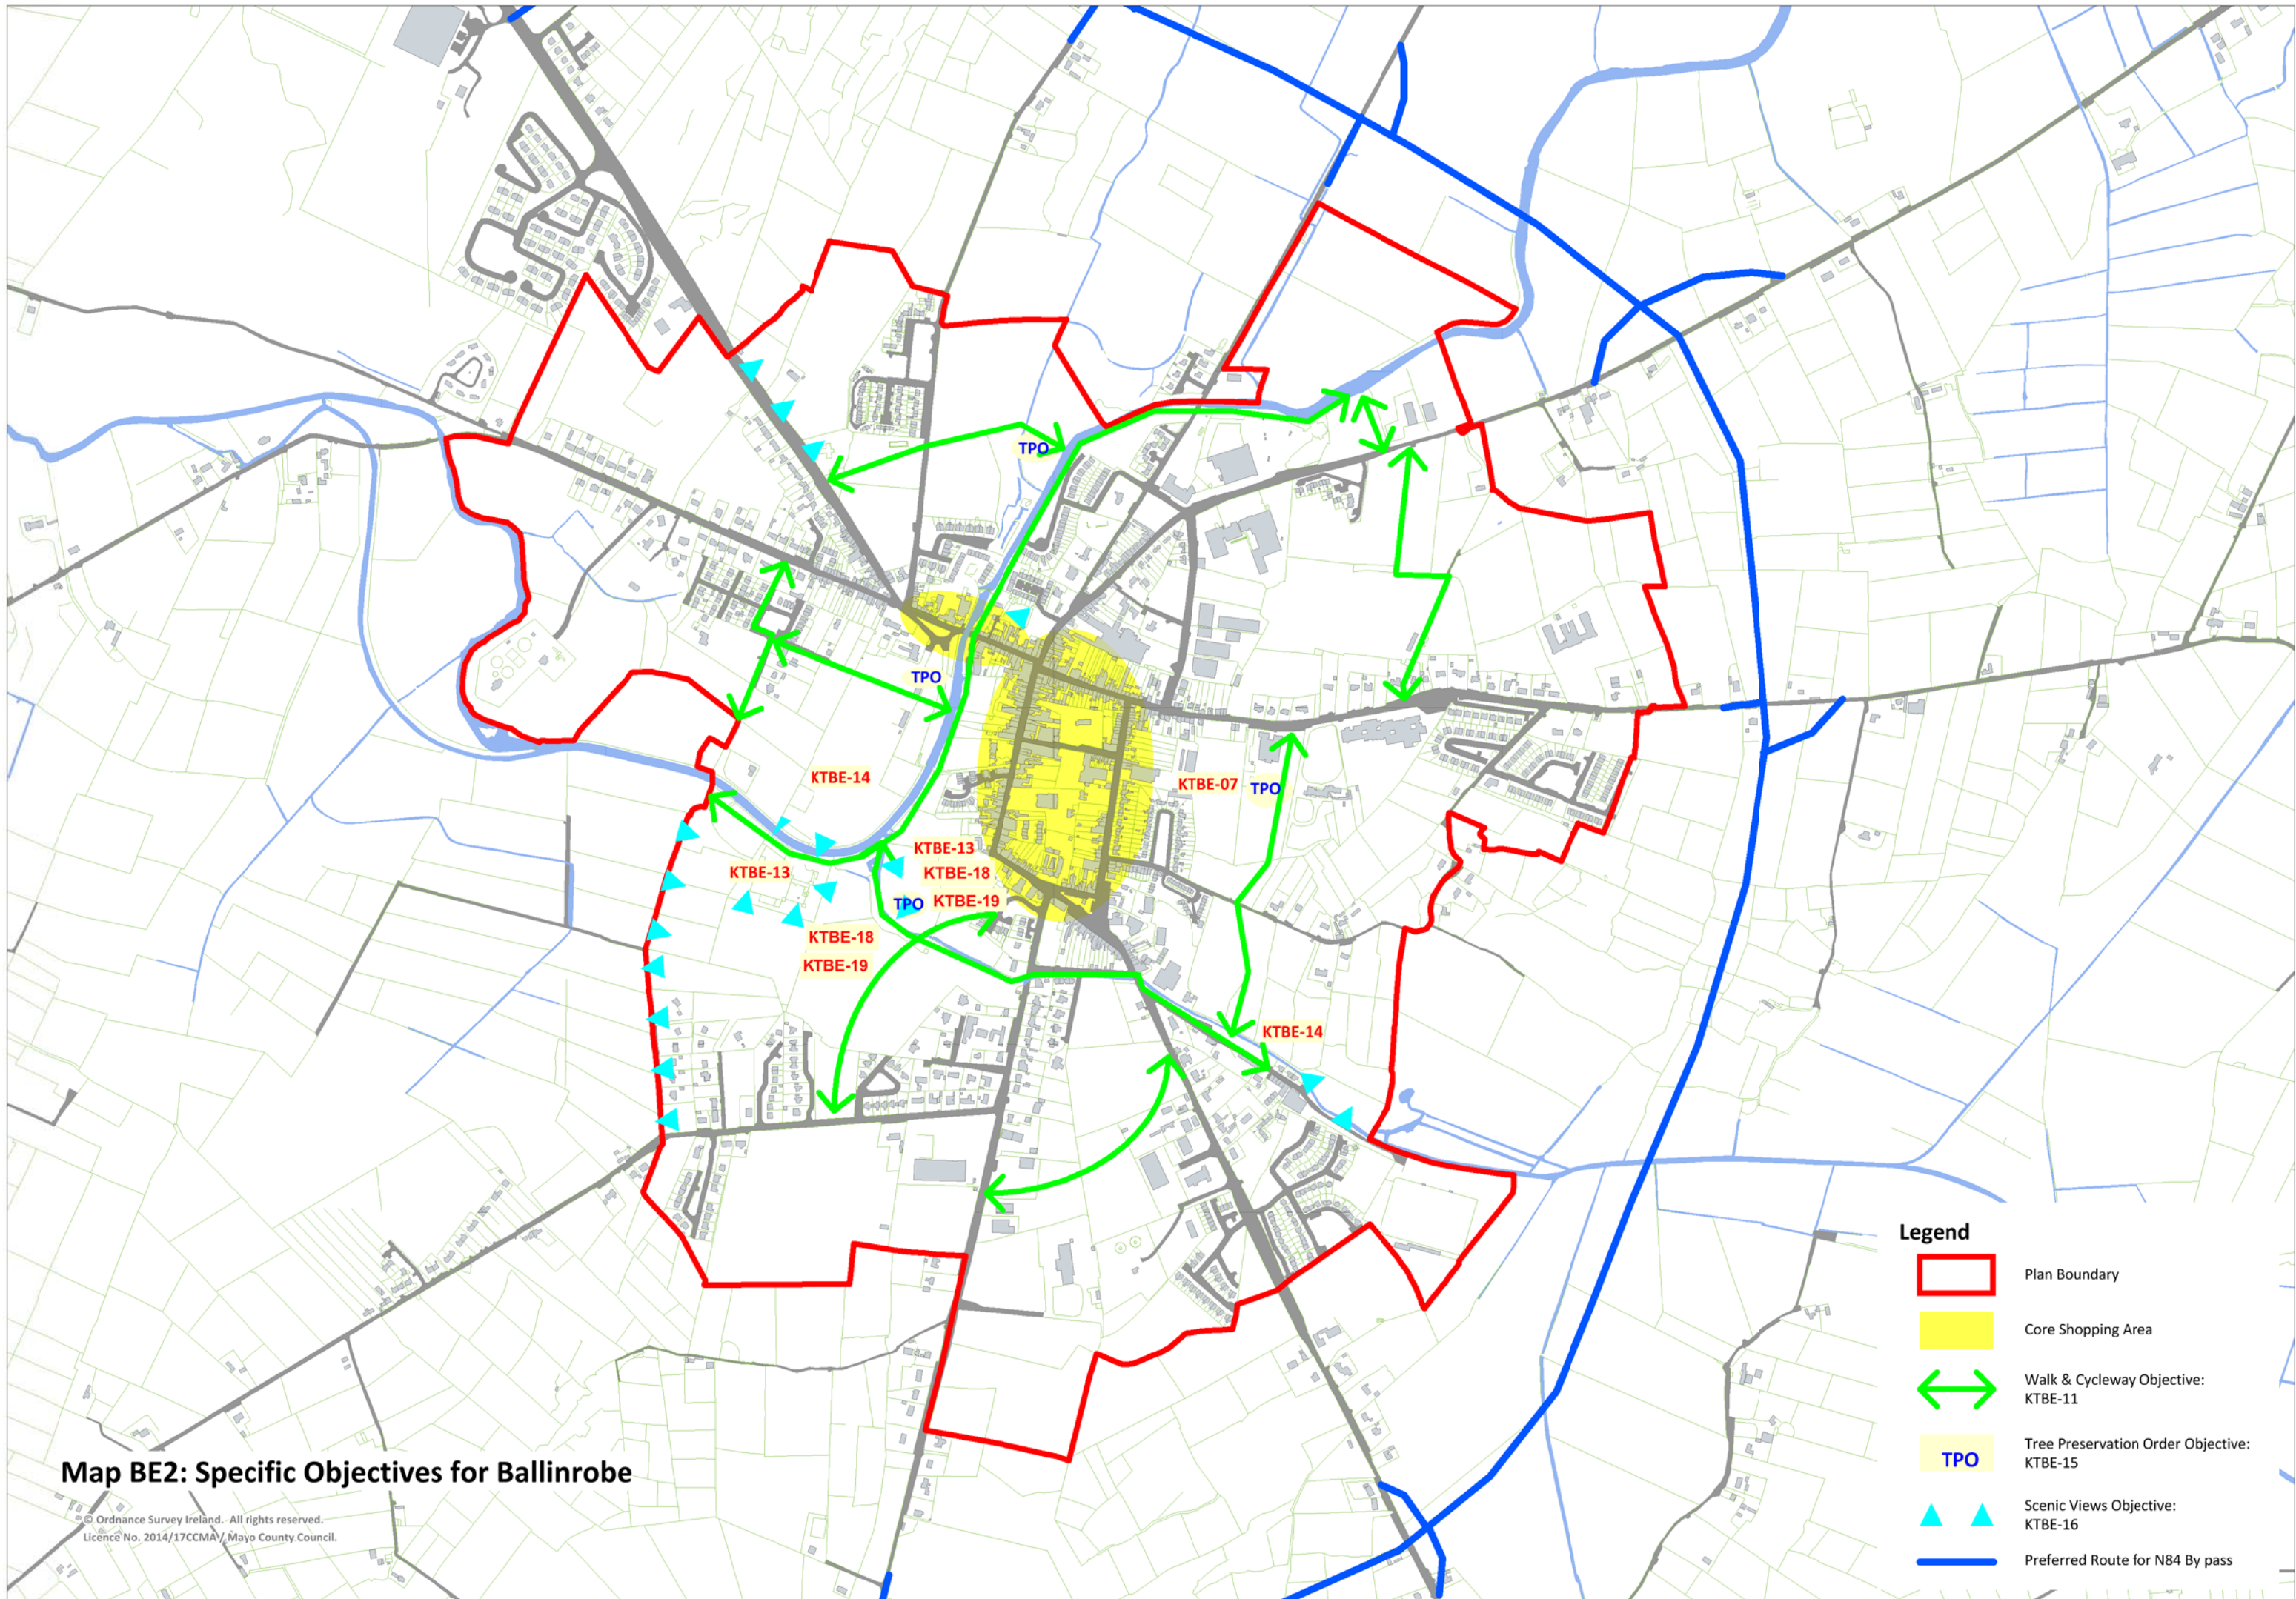 TPO
TPO
KTBE-14
KTBE-07
TPO
KTBE-13
KTBE-13
KTBE-18
TPO
KTBE-19
KTBE-18
KTBE-19
KTBE-14
Legend
Plan Boundary
Core Shopping Area
Walk & Cycleway Objective:
KTBE-11
TPO
Tree Preservation Order Objective:
KTBE-15
Scenic Views Objective:
KTBE-16
Preferred Route for N84 By pass
Map BE2: Specific Objectives for Ballinrobe
© Ordnance Survey Ireland. All rights reserved.
Licence No. 2014/17CCMA / Mayo County Council.